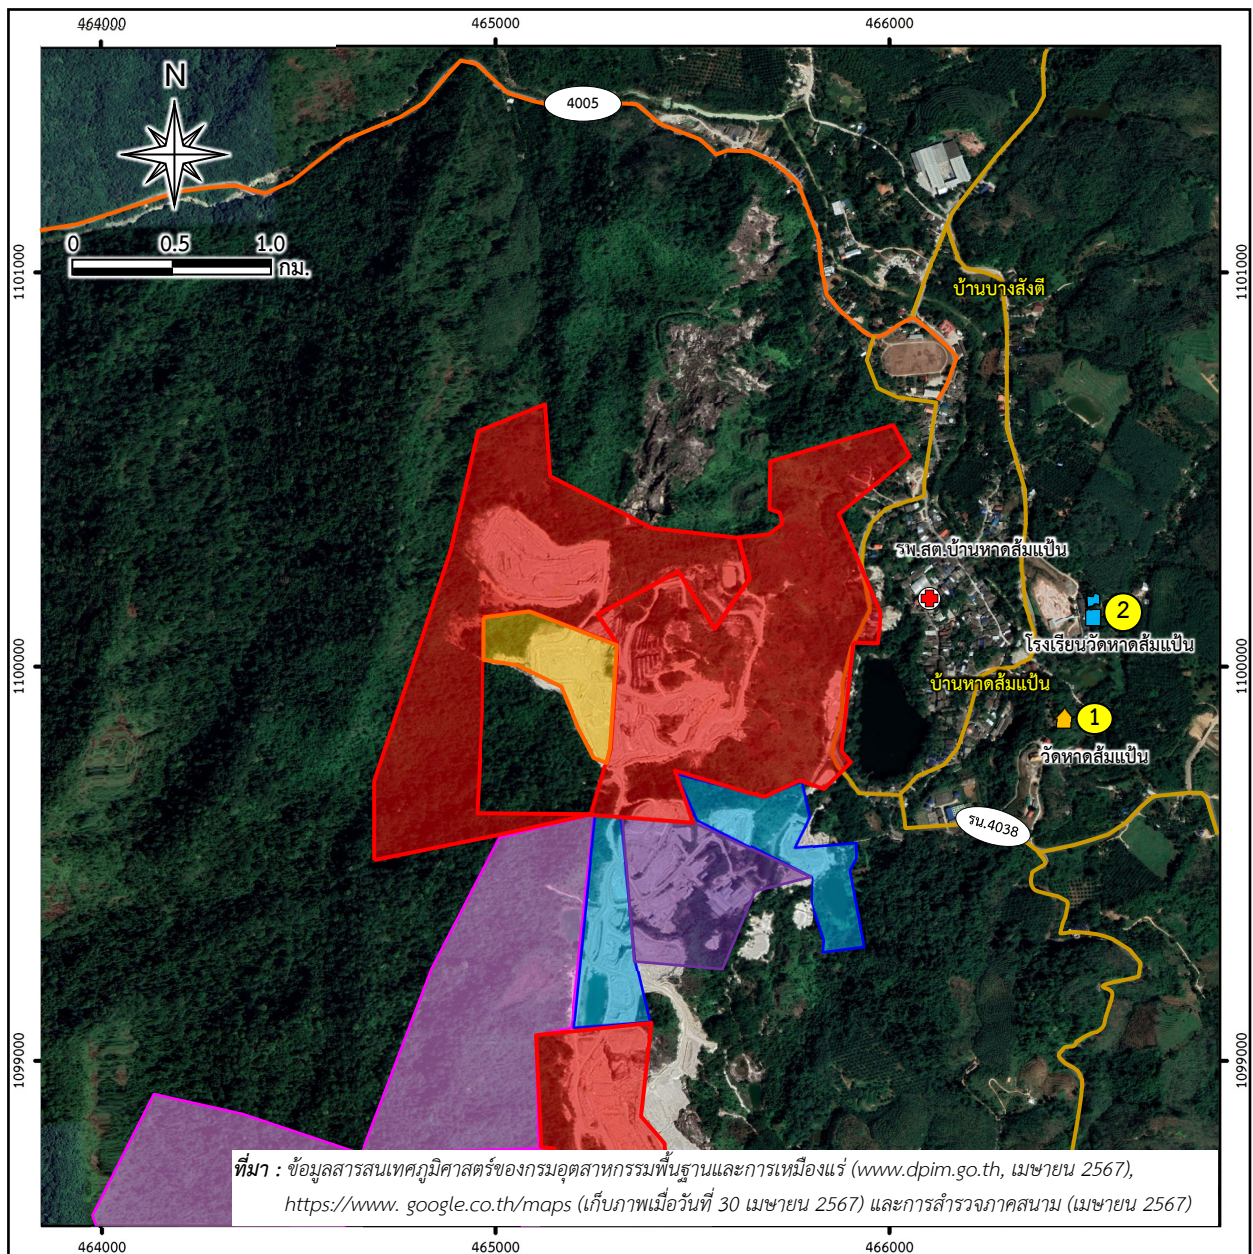 464000 465000 466000
N
4005
0 0.5 1.0
กม.
1101000 1101000
บ้านบางสังตี
รพ.สต.บ้านหาดส้มแป้น
2
โรงเรียนวัดหาดส้มแป้น
1100000 1100000
บ้านหาดส้มแป้น
1
วัดหาดส้มแป้น
รน.4038
1099000 1099000
ที่มา : ข้อมูลสารสนเทศภูมิศาสตร์ของกรมอุตสาหกรรมพื้นฐานและการเหมืองแร่ (www.dpim.go.th, เมษายน 2567),
https://www. google.co.th/maps (เก็บภาพเมื่อวันที่ 30 เมษายน 2567) และการสำรวจภาคสนาม (เมษายน 2567)
464000 465000 466000